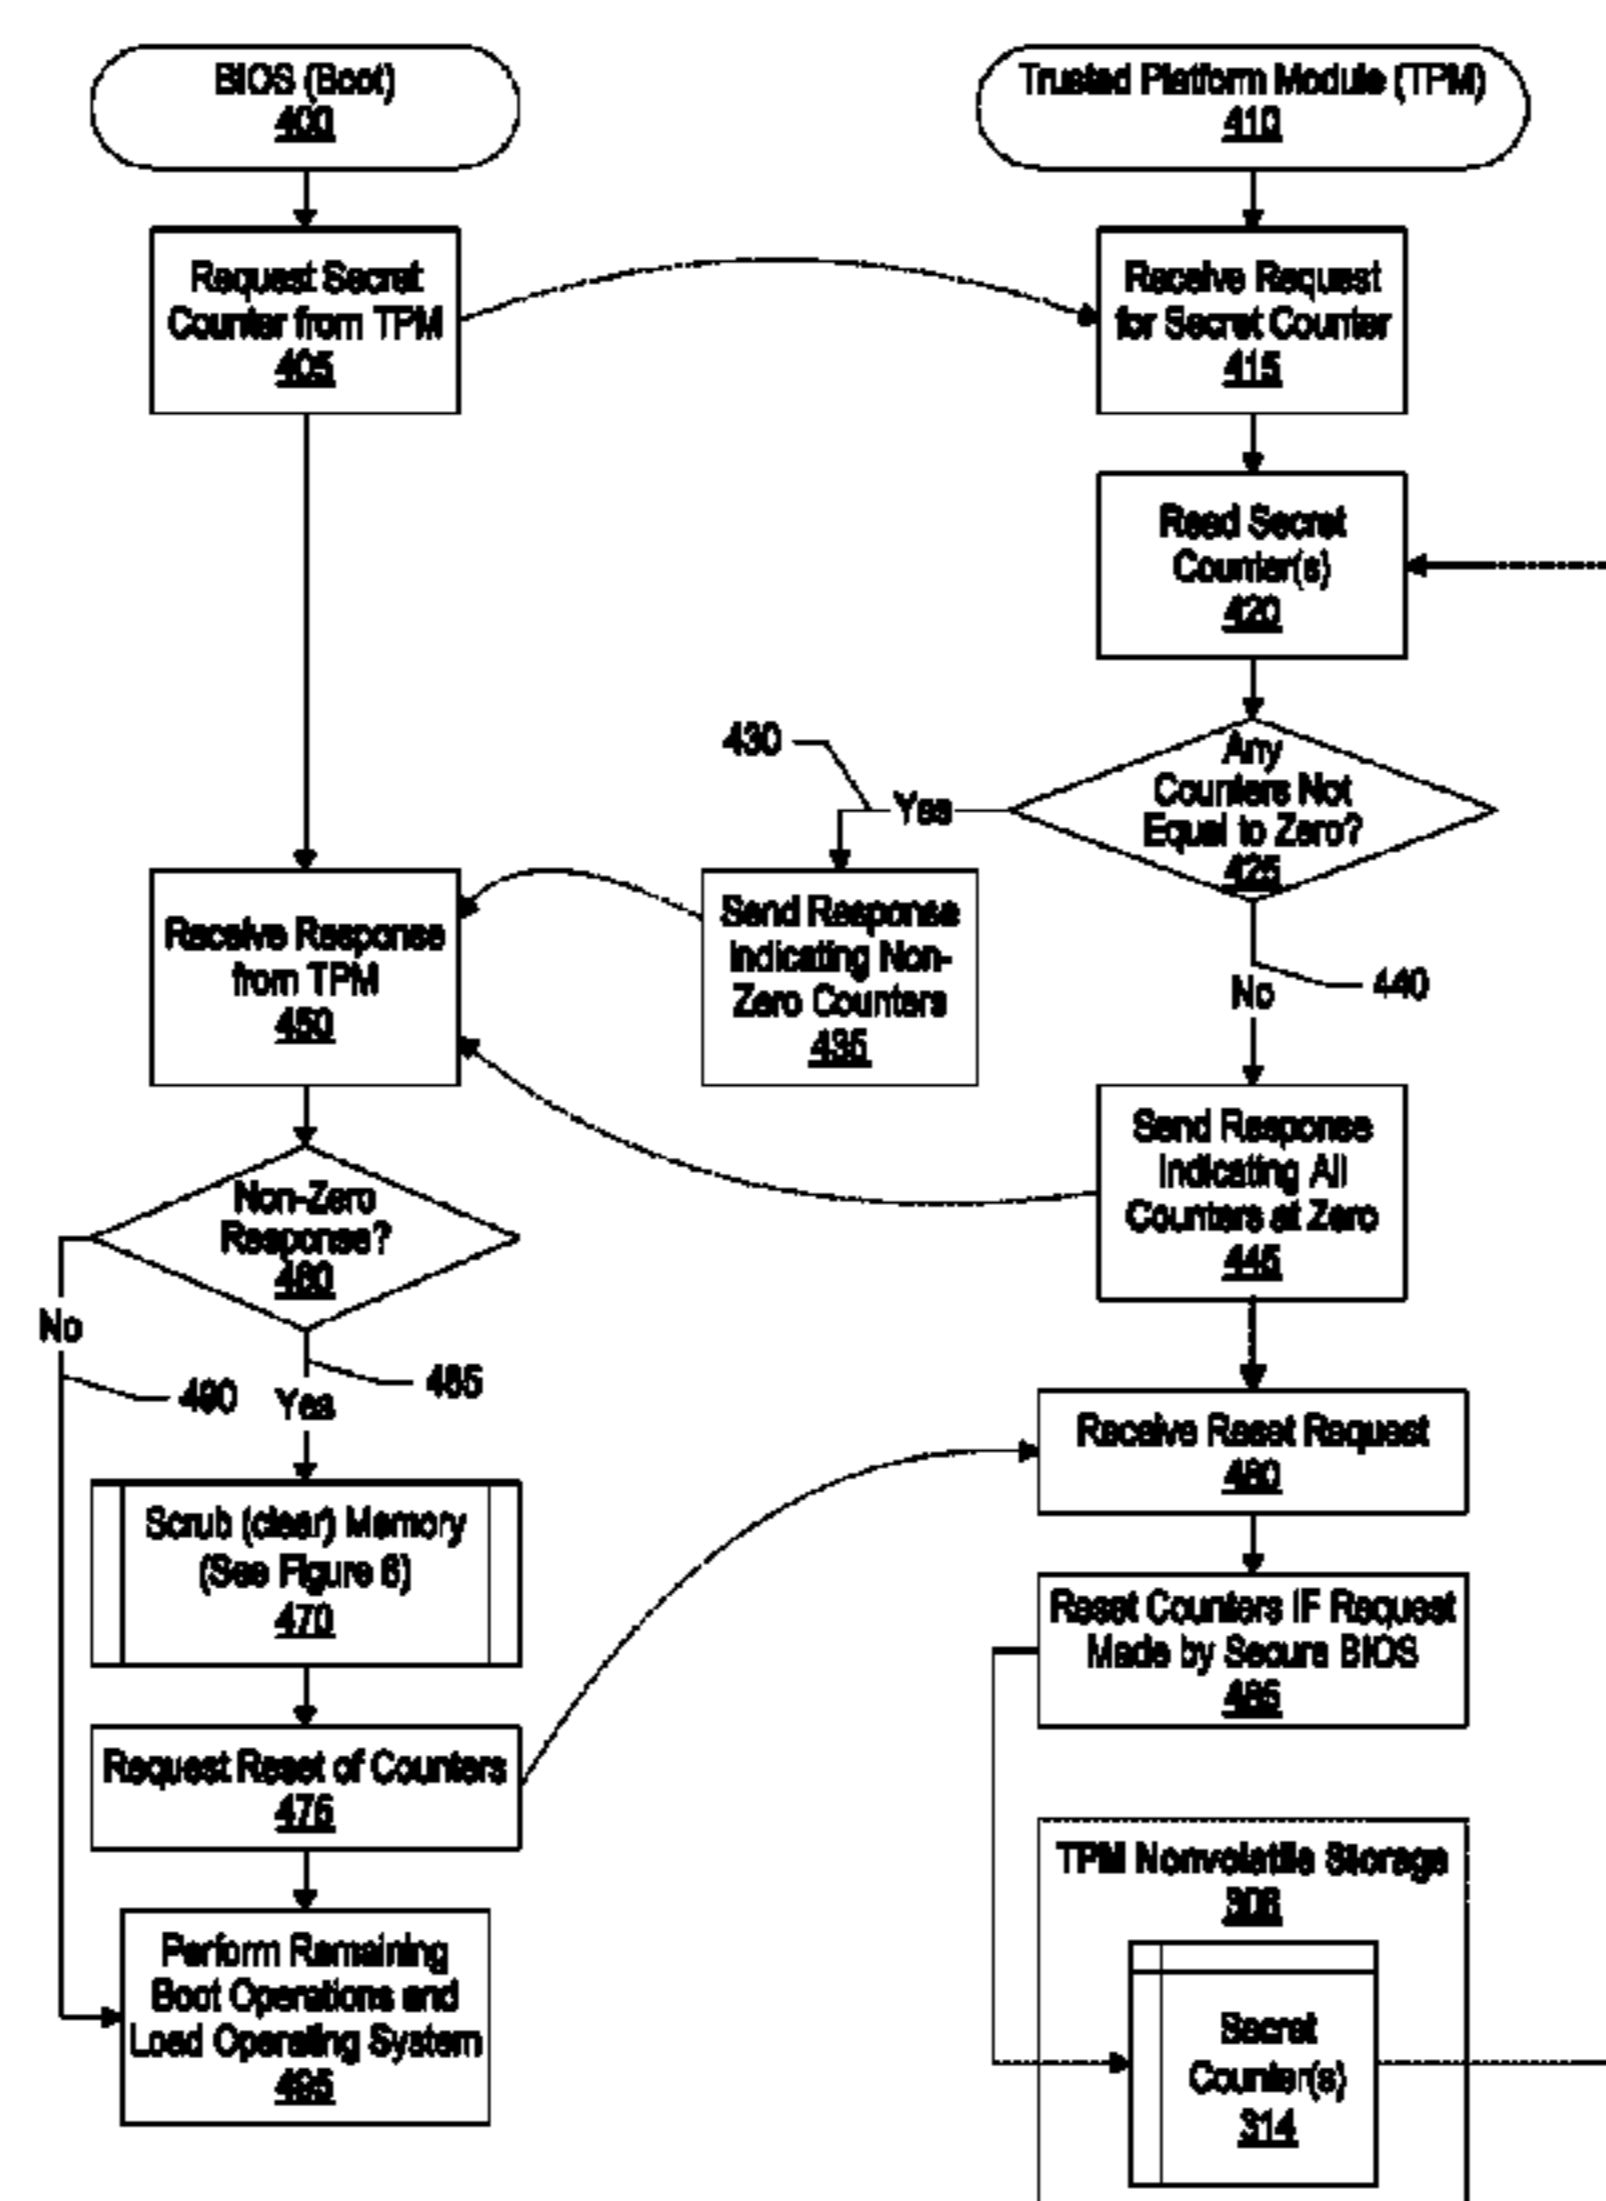 BIOS (Boot)
400
Request Secret
Counter from TPM
405
Receive Response
from TPM
450
Non-Zero
Response?
460
No
490
Yes
465
Scrub (clear) Memory
(See Figure 6)
470
Request Reset of Counters
475
Perform Remaining
Boot Operations and
Load Operating System
495
Trusted Platform Module (TPM)
410
Receive Request
for Secret Counter
415
Read Secret
Counter(s)
420
Any
Counters Not
Equal to Zero?
425
430
Yes
Send Response
Indicating Non-
Zero Counters
435
No
440
Send Response
Indicating All
Counters at Zero
445
Receive Reset Request
480
Reset Counters IF Request
Made by Secure BIOS
485
TPM Nonvolatile Storage
308
Secret
Counter(s)
314